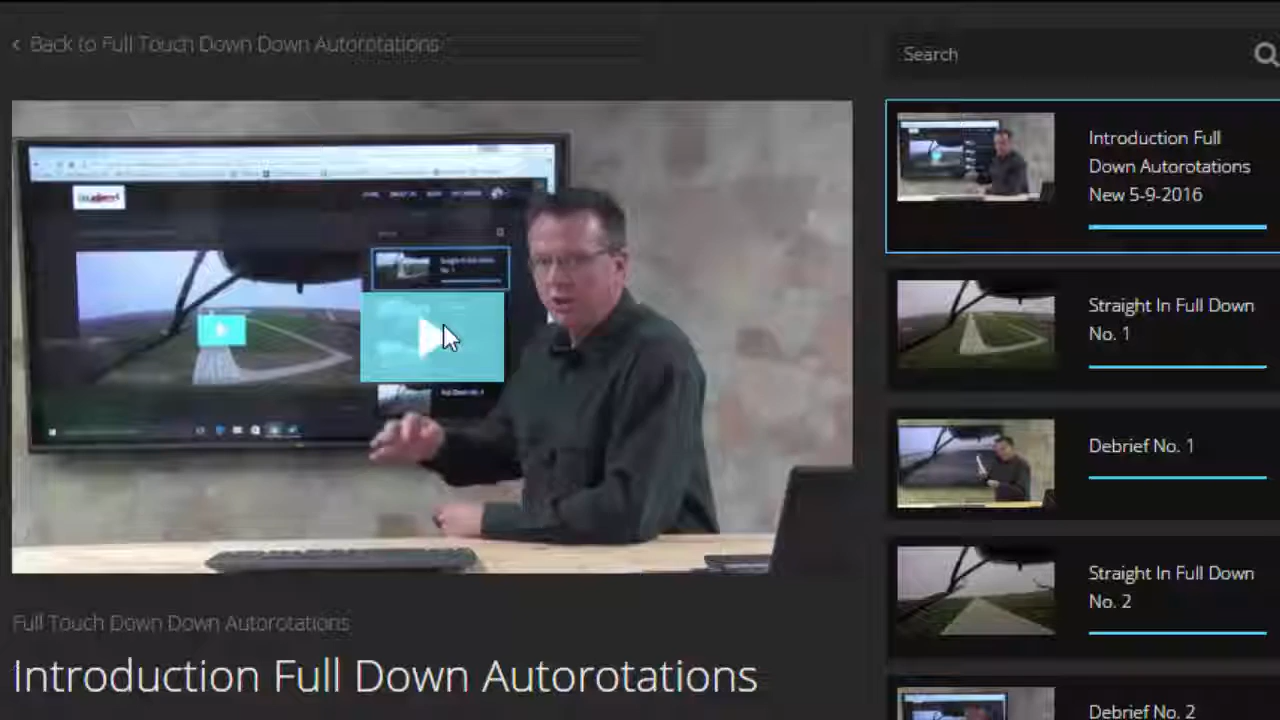 Back to Full Touch Down Down Autorotations
Search
Introduction Full
Down Autorotations
New 5-9-2016
Straight In Full Down
No. 1
Debrief No. 1
Straight In Full Down
No. 2
Debrief No. 2
Full Touch Down Down Autorotations
Introduction Full Down Autorotations